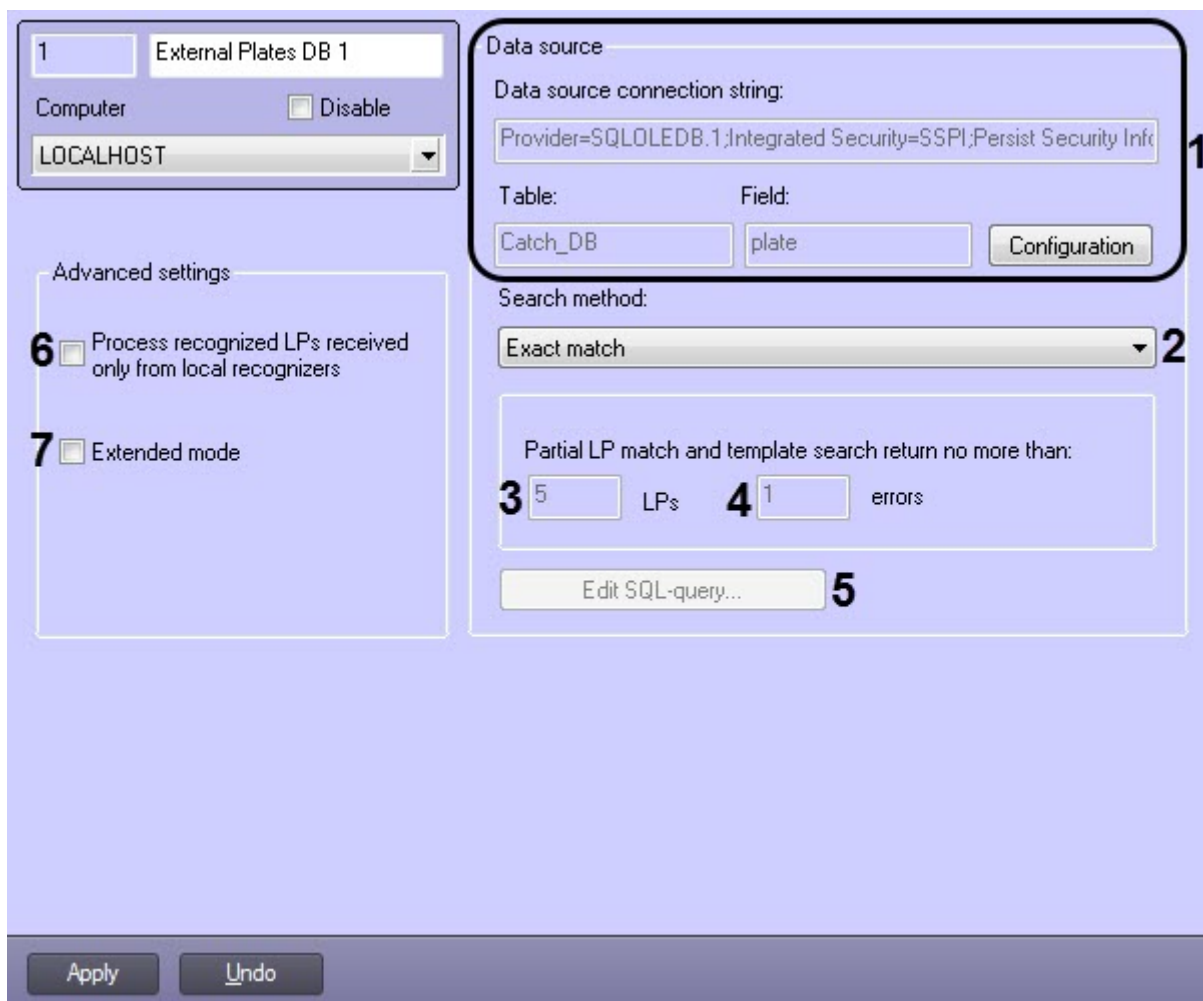 1
External Plates DB 1
Computer
Disable
LOCALHOST
Data source
Data source connection string:
Provider=SQLOLEDB.1;Integrated Security=SSPI;Persist Security Info
1
Table:
Field:
Catch_DB
plate
Configuration
Search method:
Exact match
2
Partial LP match and template search return no more than:
3
5
LPs
4
1
errors
Edit SQL-query...
5
Advanced settings
6
Process recognized LPs received
only from local recognizers
7
Extended mode
Apply
Undo